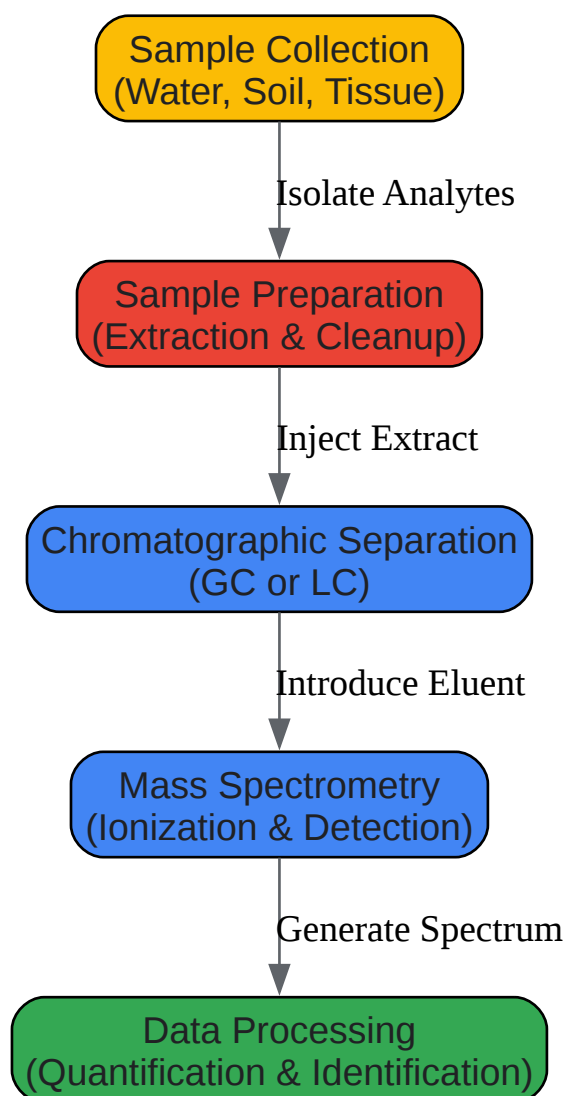 Sample Collection
(Water, Soil, Tissue)
Isolate Analytes
Sample Preparation
(Extraction & Cleanup)
Inject Extract
Chromatographic Separation
(GC or LC)
Introduce Eluent
Mass Spectrometry
(Ionization & Detection)
Generate Spectrum
Data Processing
(Quantification & Identification)